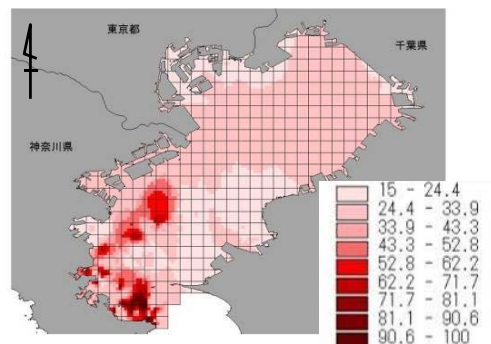 東京都
千葉県
神奈川県
15 - 24.4
24.4 - 33.9
33.9 - 43.3
43.3 - 52.8
52.8 - 62.2
62.2 - 71.7
71.7 - 81.1
81.1 - 90.6
90.6 - 100